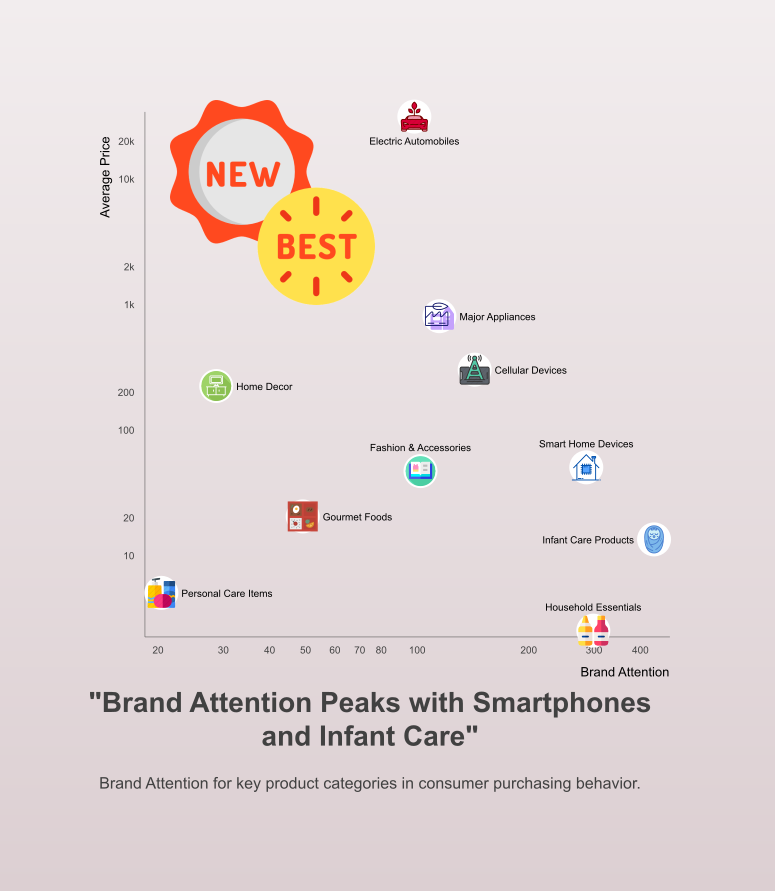 Average Price
20k
10k
2k
1k
200
100
20
10
NEW
BEST
Electric Automobiles
Major Appliances
Cellular Devices
Home Decor
Fashion & Accessories
Smart Home Devices
Gourmet Foods
Infant Care Products
Personal Care Items
Household Essentials
20 30 40 50 60 70 80 100 200 300 400
Brand Attention
"Brand Attention Peaks with Smartphones
and Infant Care"
Brand Attention for key product categories in consumer purchasing behavior.